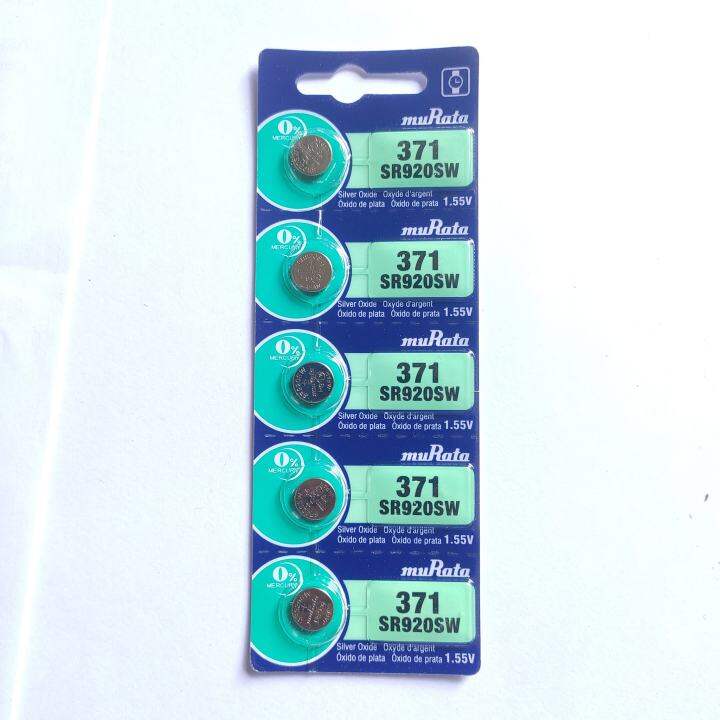 muRata
0%
MERCURY
371
SR920SW
Silver Oxide Oxyde d'argent
Óxido de plata Óxido de prata 1.55V
muRata
0%
MERCURY
371
SR920SW
Silver Oxide Oxyde d'argent
Óxido de plata Óxido de prata 1.55V
muRata
0%
MERCURY
371
SR920SW
Silver Oxide Oxyde d'argent
Óxido de plata Óxido de prata 1.55V
muRata
0%
MERCURY
371
SR920SW
Silver Oxide Oxyde d'argent
Óxido de plata Óxido de prata 1.55V
muRata
0%
MERCURY
371
SR920SW
Silver Oxide Oxyde d'argent
Óxido de plata Óxido de prata 1.55V